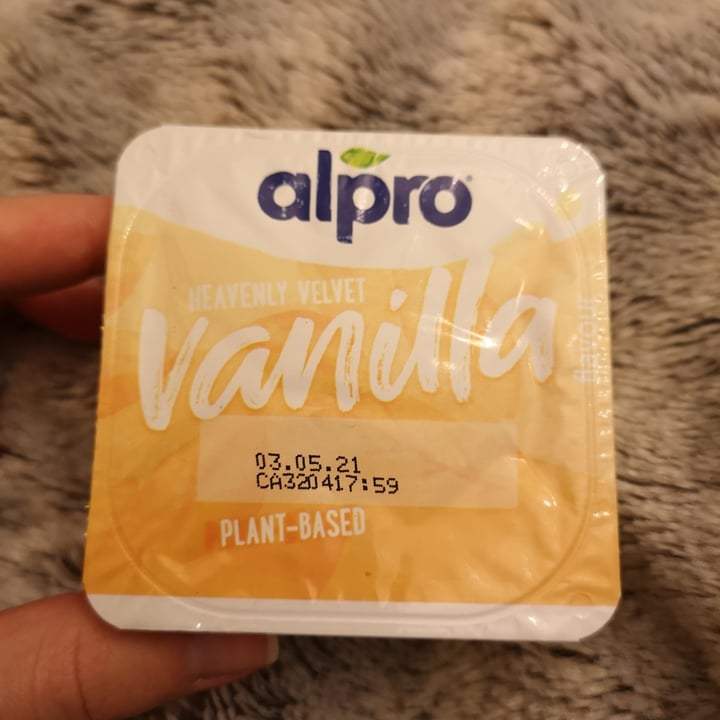 alpro
HEAVENLY VELVET
vanilla
03.05.21
CA320417:59
PLANT-BASED